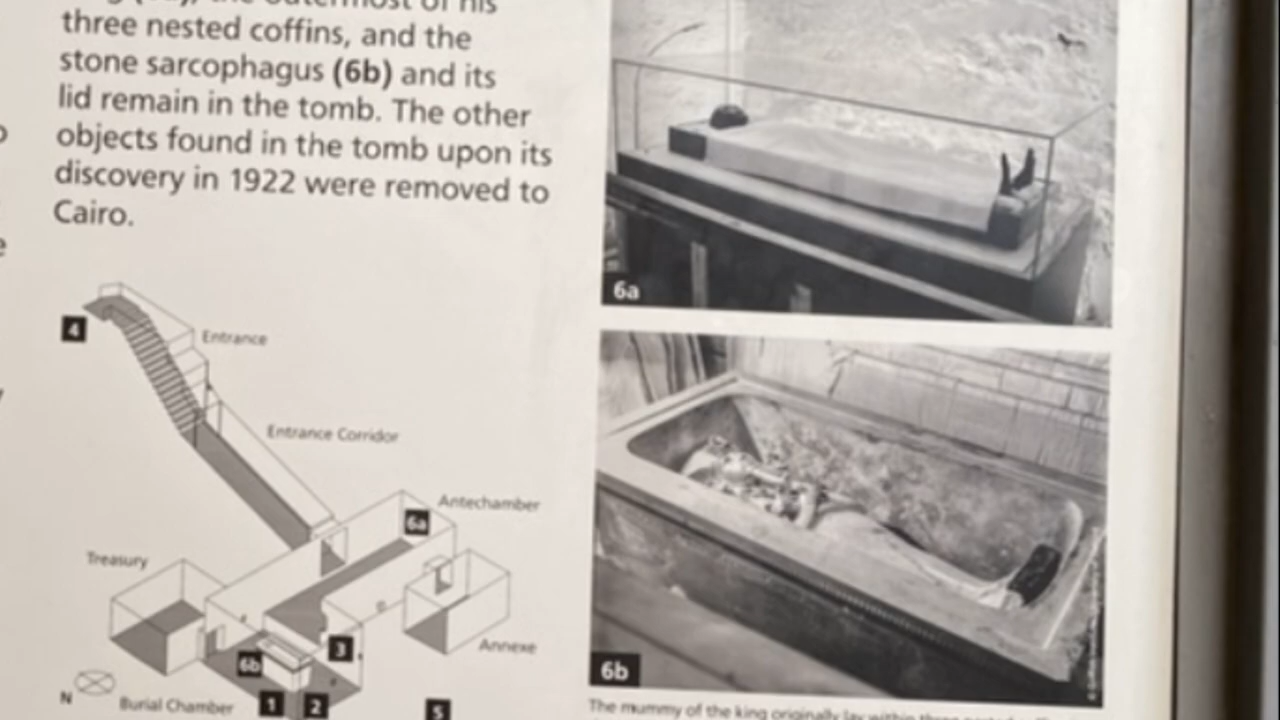 three nested coffins, and the
stone sarcophagus (6b) and its
lid remain in the tomb. The other
objects found in the tomb upon its
discovery in 1922 were removed to
Cairo.
6a
4
Entrance
Entrance Corridor
Antechamber
6a
Treasury
Annexe
3
6b
N
Burial Chamber
1
2
5
6b
The mummy of the king originally lay within three nested